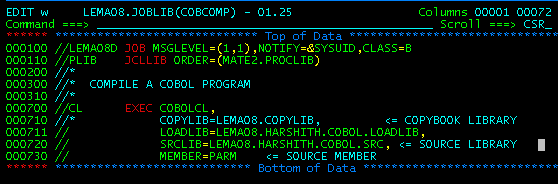 EDIT w     LEMA08.JOBLIB(COBCOMP) - 01.25                  Columns 00001 00072
Command ===>                                                  Scroll ===> CSR_
****** ***************************** Top of Data ******************************
000100 //LEMA08D JOB MSGLEVEL=(1,1),NOTIFY=&SYSUID,CLASS=B
000110 //PLIB    JCLLIB ORDER=(MATE2.PROCLIB)
000200 //*
000300 //*  COMPILE A COBOL PROGRAM
000310 //*
000700 //CL      EXEC COBOLCL,
000710 //*            COPYLIB=LEMA08.COPYLIB,         <= COPYBOOK LIBRARY
000711 //             LOADLIB=LEMA08.HARSHITH.COBOL.LOADLIB,
000720 //             SRCLIB=LEMA08.HARSHITH.COBOL.SRC, <= SOURCE LIBRARY
000730 //             MEMBER=PARM    <= SOURCE MEMBER
****** **************************** Bottom of Data ****************************